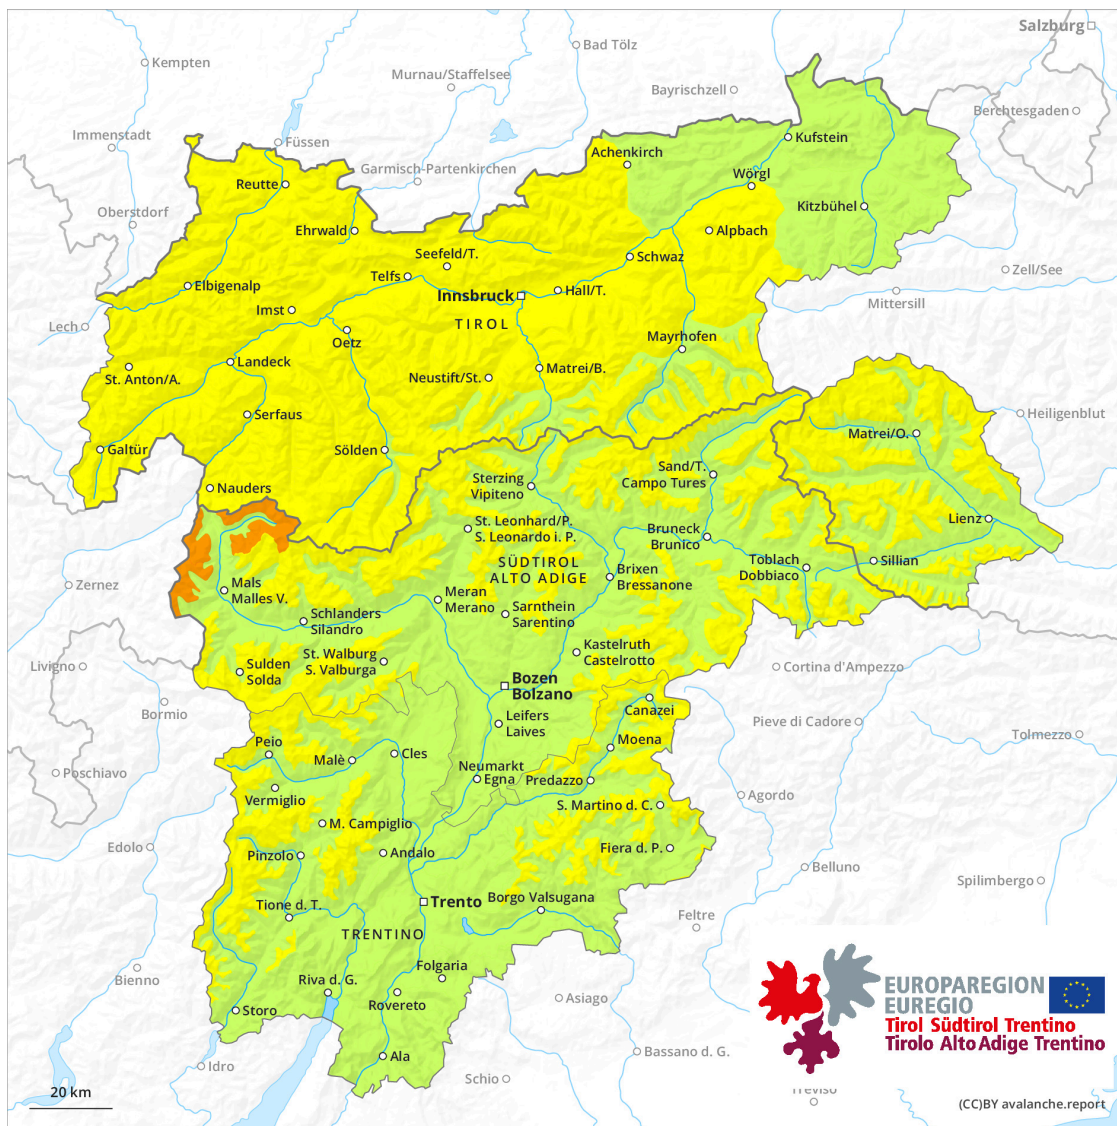 Salzburg
Bad Tölz
Kempten
Murnau/Staffelsee
Bayrischzell
Berchtesgaden
Immenstadt
Füssen
Kufstein
Achenkirch
Garmisch-Partenkirchen
Wörgl
Reutte
Kitzbühel
Oberstdorf
Ehrwald
Alpbach
Seefeld/T.
Schwaz
Zell/See
Telfs
Elbigenalp
Hall/T.
Innsbruck
Mittersill
Imst
TIROL
Lech
Oetz
Mayrhofen
Landeck
Matrei/B.
St. Anton/A.
Neustift/St.
Serfaus
Heiligenblut
Matrei/O.
Galtür
Sölden
Sand/T.
Campo Tures
Sterzing
Vipiteno
Nauders
Lienz
St. Leonhard/P.
S. Leonardo i. P.
Bruneck
Brunico
SÜDTIROL
ALTO ADIGE
Toblach
Dobbiaco
Sillian
Brixen
Bressanone
Zernez
Mals
Malles V.
Meran
Merano
Sarnthein
Sarentino
Schlanders
Silandro
Kastelruth
Castelrotto
St. Walburg
S. Valburga
Livigno
Sulden
Solda
Cortina d'Ampezzo
Bozen
Bolzano
Bormio
Canazei
Leifers
Laives
Pieve di Cadore
Tolmezzo
Peio
Moena
Cles
Malè
Neumarkt
Egna
Predazzo
Poschiavo
Vermiglio
Agordo
S. Martino d. C.
M. Campiglio
Edolo
Pinzolo
Andalo
Fiera d. P.
Belluno
Spilimbergo
Borgo Valsugana
Tione d. T.
Trento
Feltre
TRENTINO
Folgaria
Bienno
Riva d. G.
Rovereto
Asiago
Storo
EUROPAREGION
EUREGIO
Tirol Südtirol Trentino
Tirolo Alto Adige Trentino
Ala
Bassano d. G.
Idro
Schio
Treviso
20 km
(CC)BY avalanche.report